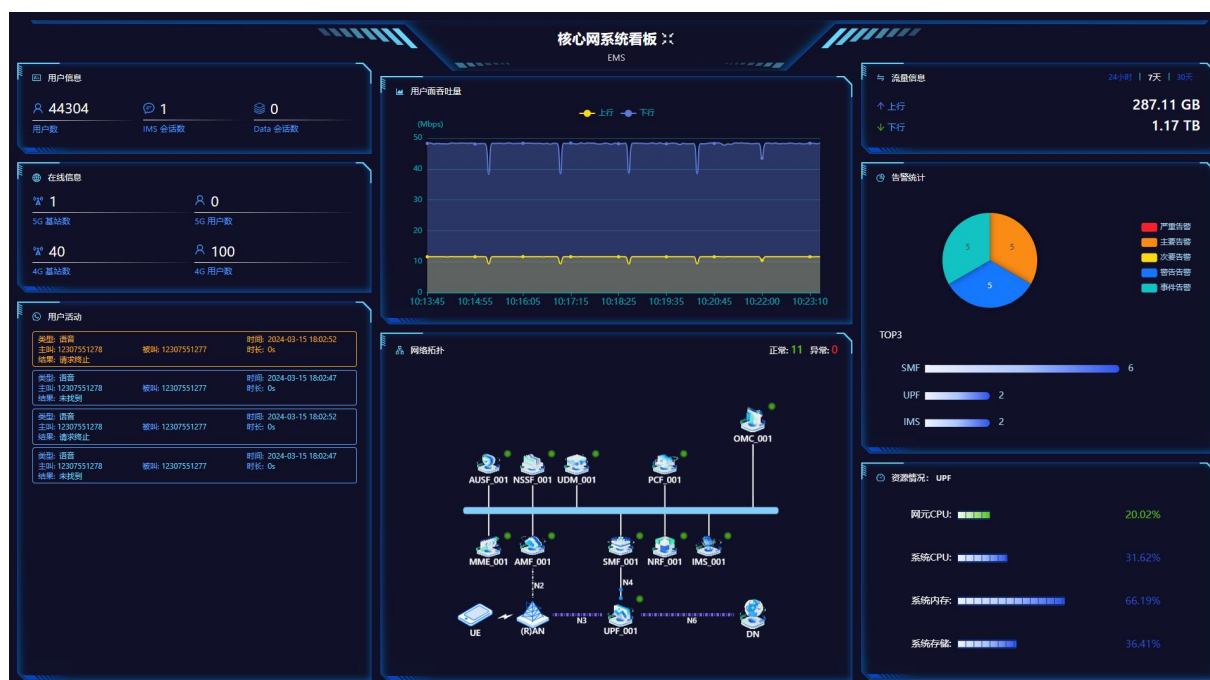 核心网系统看板
EMS
用户信息
44304
用户数
1
IMS 会话数
0
Data 会话数
在线信息
1
5G 基站数
0
5G 用户数
40
4G 基站数
100
4G 用户数
用户活动
类型: 语音
时间: 2024-03-15 18:02:52
主叫: 12307551278
被叫: 12307551277
时长: 0s
结果: 请求终止
类型: 语音
时间: 2024-03-15 18:02:47
主叫: 12307551278
被叫: 12307551277
时长: 0s
结果: 未找到
类型: 语音
时间: 2024-03-15 18:02:52
主叫: 12307551278
被叫: 12307551277
时长: 0s
结果: 请求终止
类型: 语音
时间: 2024-03-15 18:02:47
主叫: 12307551278
被叫: 12307551277
时长: 0s
结果: 未找到
用户面吞吐量
上行 下行
(Mbps)
50
40
30
20
10
0
10:13:45 10:14:55 10:16:05 10:17:15 10:18:25 10:19:35 10:20:45 10:22:00 10:23:10
网络拓扑
正常: 11 异常: 0
OMC_001
AUSF_001 NSSF_001 UDM_001 PCF_001
MME_001 AMF_001 SMF_001 NRF_001 IMS_001
N2
N4
N3
N6
UE
(R)AN
UPF_001
DN
流量信息
24小时 | 7天 | 30天
上行
287.11 GB
下行
1.17 TB
告警统计
5
5
5
严重告警
主要告警
次要告警
警告告警
事件告警
TOP3
SMF 6
UPF 2
IMS 2
资源情况: UPF
网元CPU: 20.02%
系统CPU: 31.62%
系统内存: 66.19%
系统存储: 36.41%